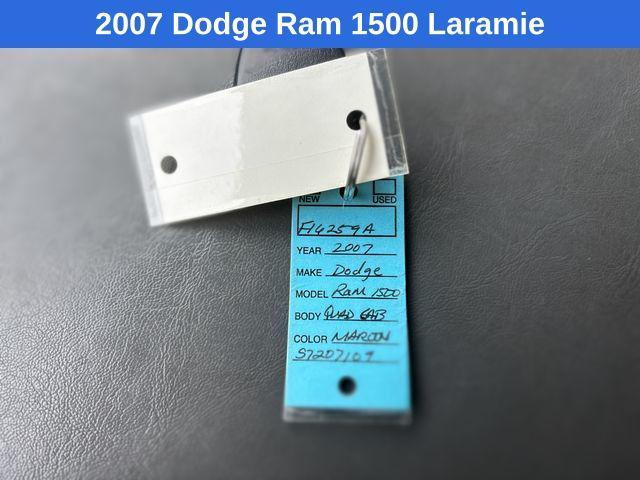 2007 Dodge Ram 1500 Laramie
NEW USED
F14259A
YEAR 2007
MAKE Dodge
MODEL Ram 1500
BODY QUAD CAB
COLOR MAROON
S7207109